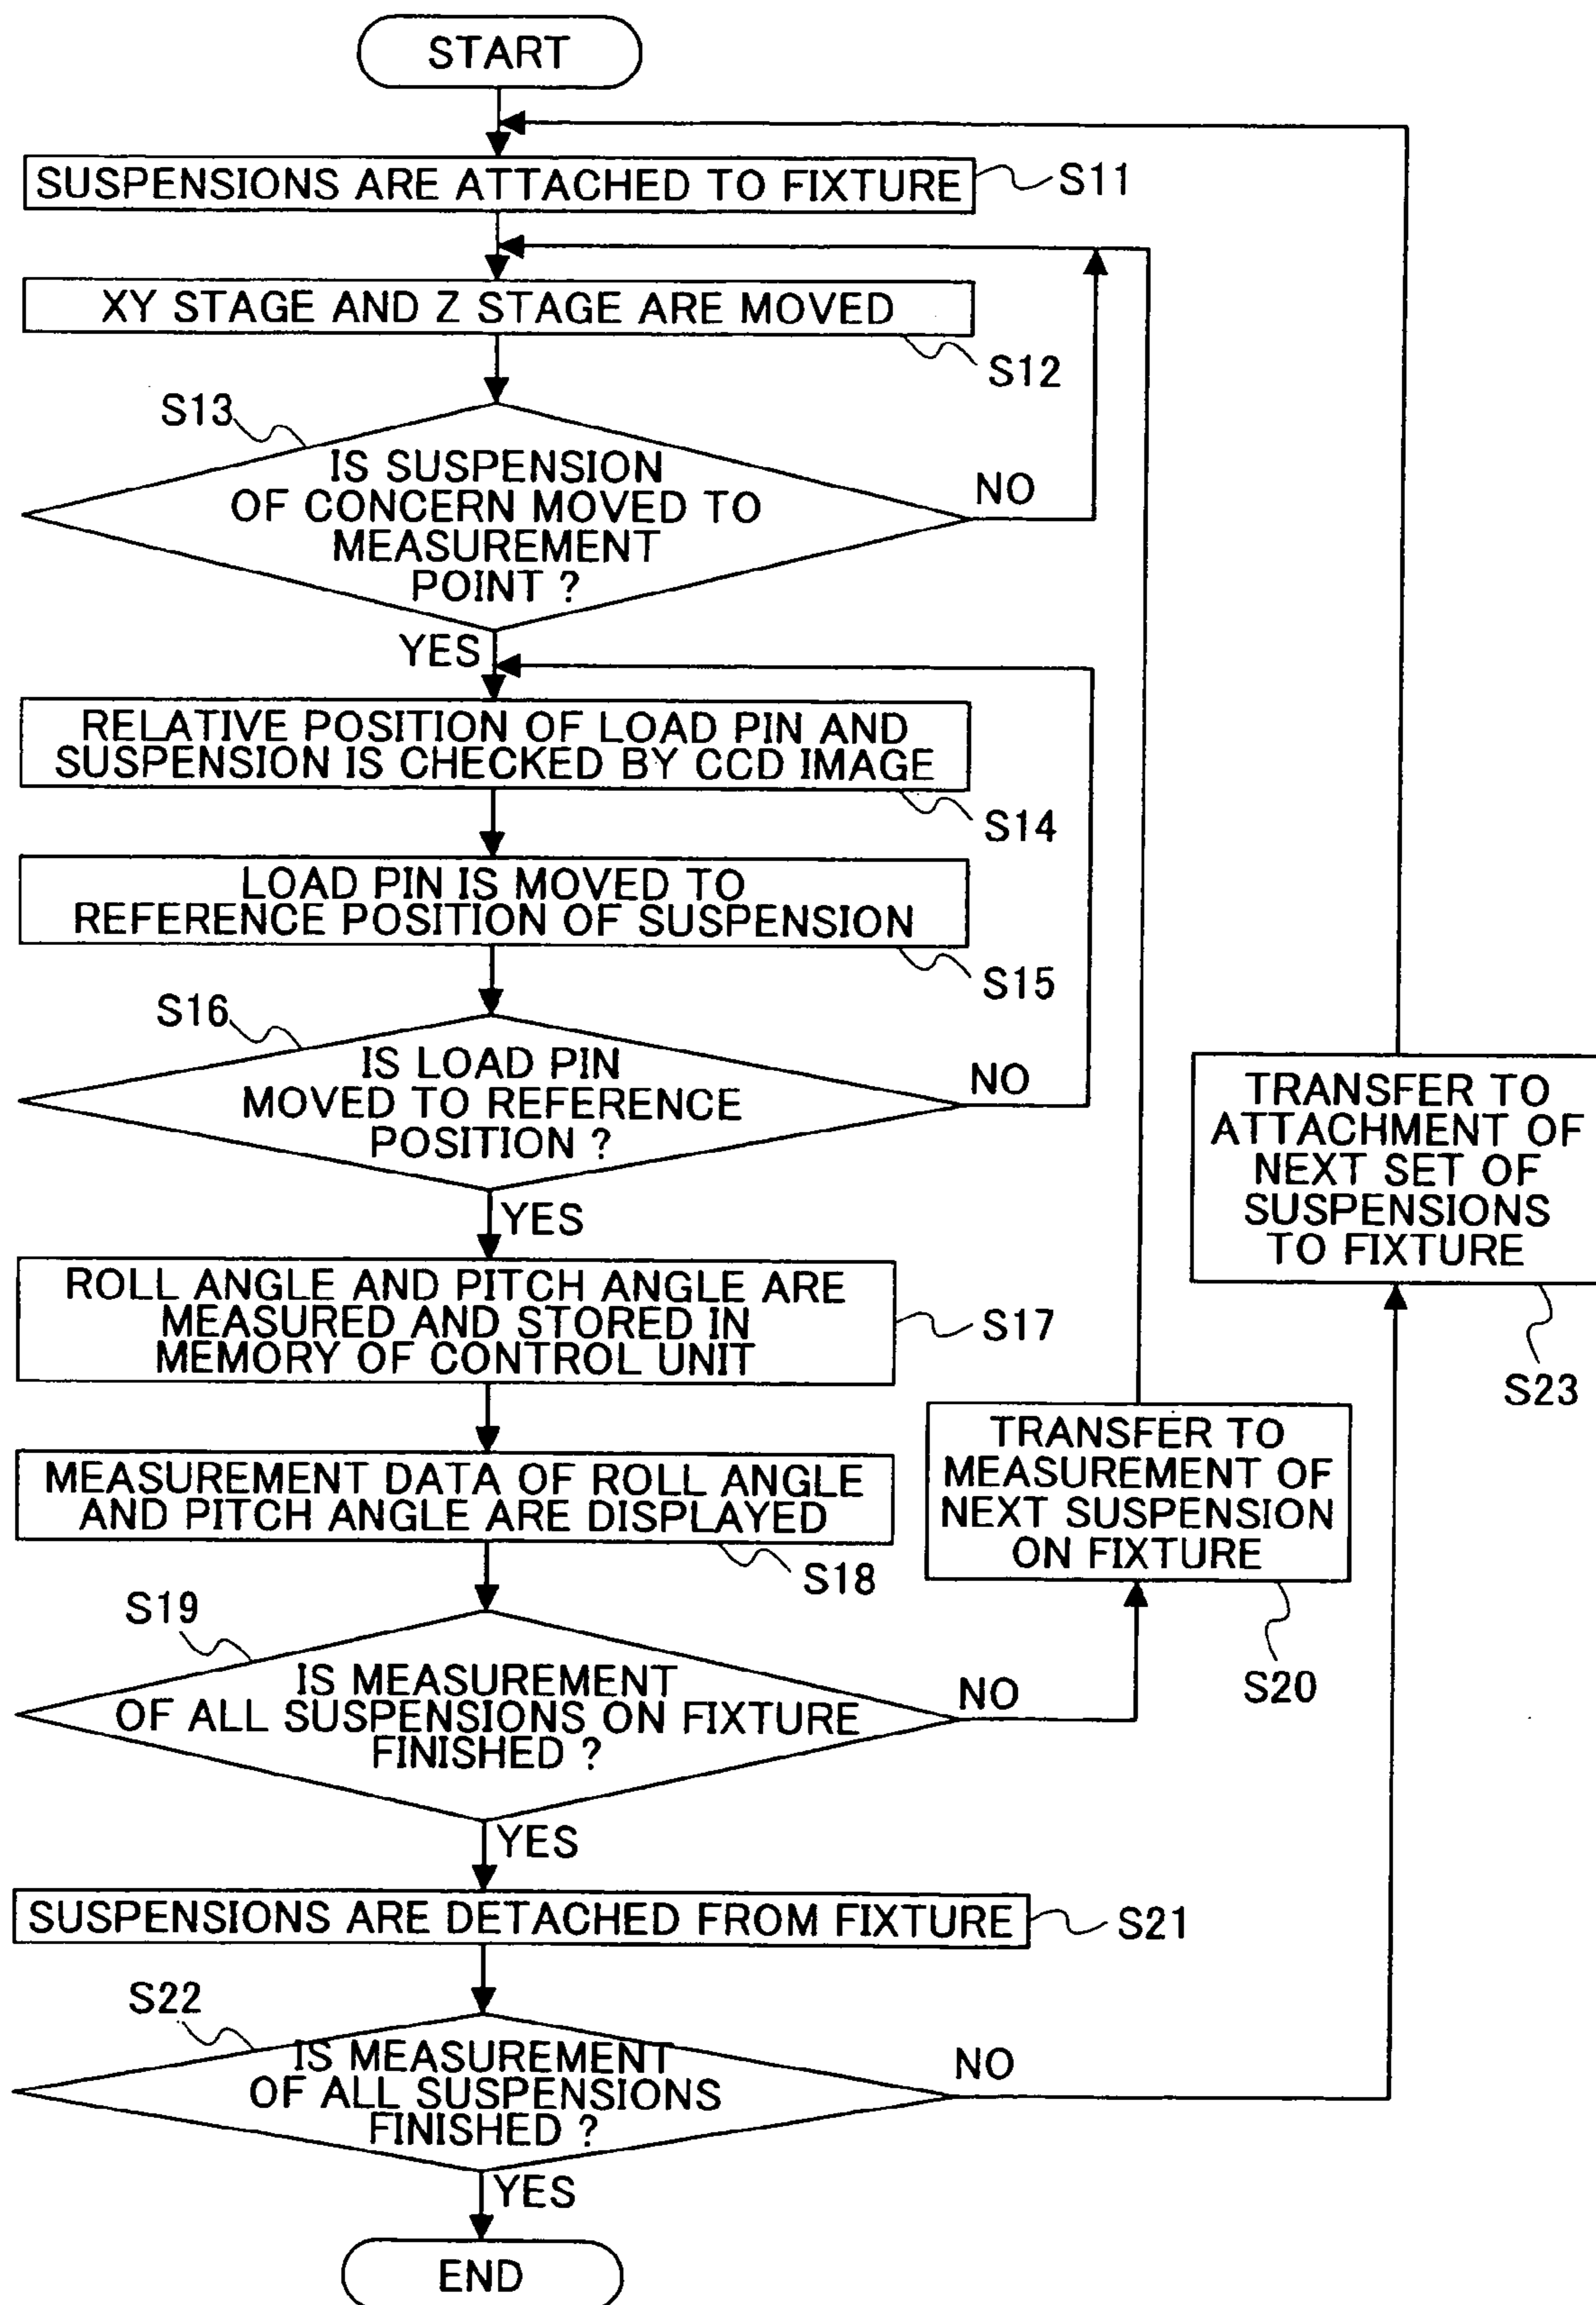 START
SUSPENSIONS ARE ATTACHED TO FIXTURE
S11
XY STAGE AND Z STAGE ARE MOVED
S12
S13
IS SUSPENSION
OF CONCERN MOVED TO
MEASUREMENT
POINT ?
NO
YES
RELATIVE POSITION OF LOAD PIN AND
SUSPENSION IS CHECKED BY CCD IMAGE
S14
LOAD PIN IS MOVED TO
REFERENCE POSITION OF SUSPENSION
S15
S16
IS LOAD PIN
MOVED TO REFERENCE
POSITION ?
NO
YES
ROLL ANGLE AND PITCH ANGLE ARE
MEASURED AND STORED IN
MEMORY OF CONTROL UNIT
S17
MEASUREMENT DATA OF ROLL ANGLE
AND PITCH ANGLE ARE DISPLAYED
S18
S19
IS MEASUREMENT
OF ALL SUSPENSIONS ON FIXTURE
FINISHED ?
NO
TRANSFER TO
MEASUREMENT OF
NEXT SUSPENSION
ON FIXTURE
S20
YES
SUSPENSIONS ARE DETACHED FROM FIXTURE
S21
S22
IS MEASUREMENT
OF ALL SUSPENSIONS
FINISHED ?
NO
TRANSFER TO
ATTACHMENT OF
NEXT SET OF
SUSPENSIONS
TO FIXTURE
S23
YES
END